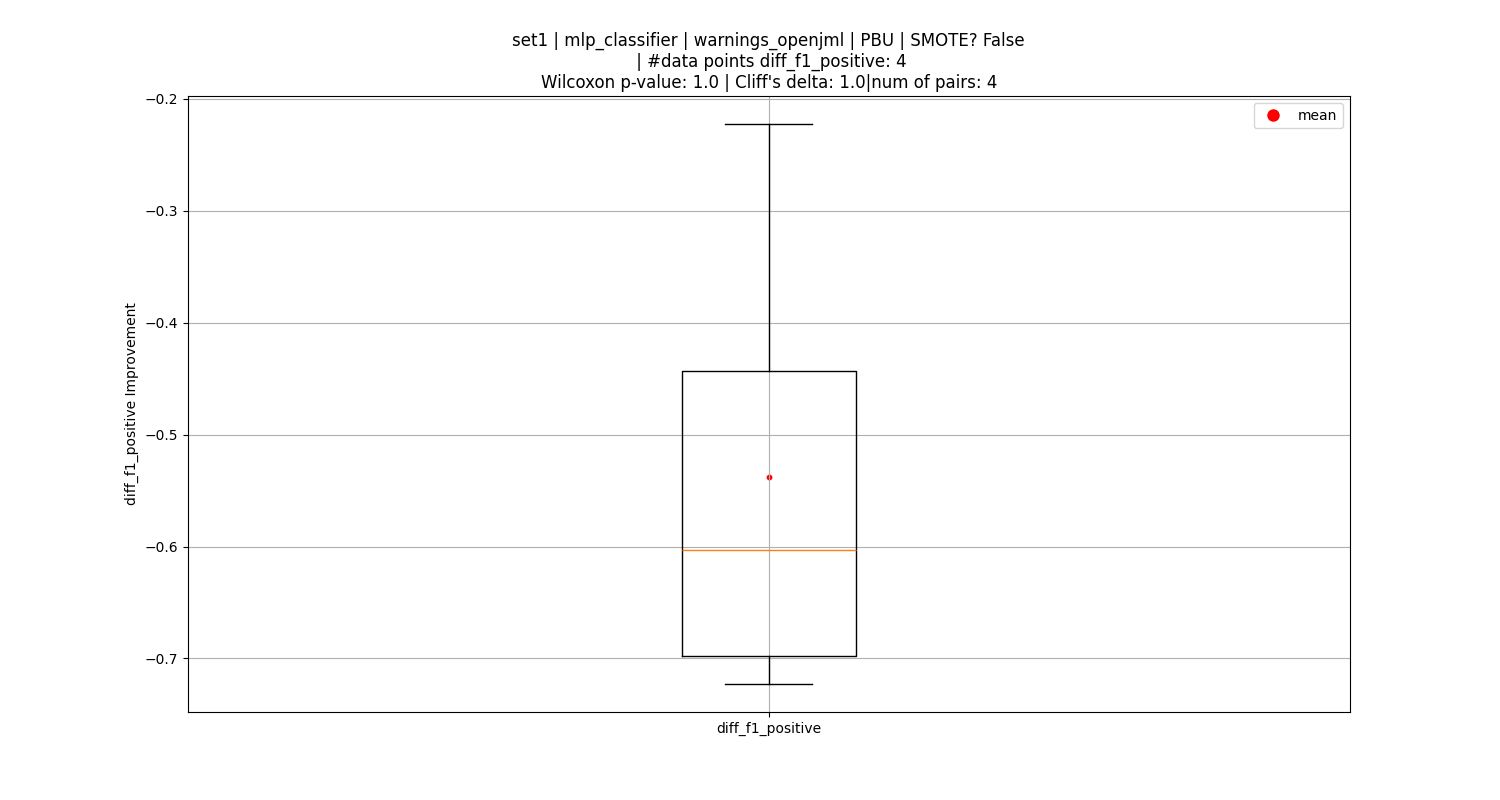 set1 | mlp_classifier | warnings_openjml | PBU | SMOTE? False
| #data points diff_f1_positive: 4
Wilcoxon p-value: 1.0 | Cliff's delta: 1.0|num of pairs: 4
mean
−0.2
−0.3
−0.4
−0.5
−0.6
−0.7
diff_f1_positive Improvement
diff_f1_positive